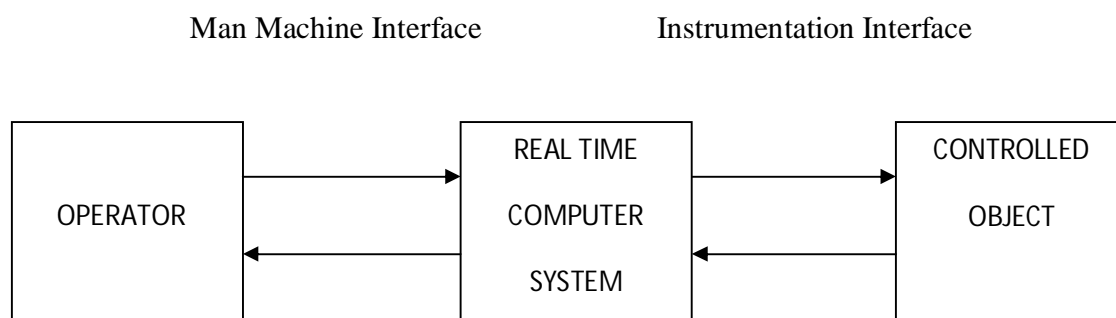 Man Machine Interface
Instrumentation Interface
OPERATOR
REAL TIME
COMPUTER
SYSTEM
CONTROLLED
OBJECT